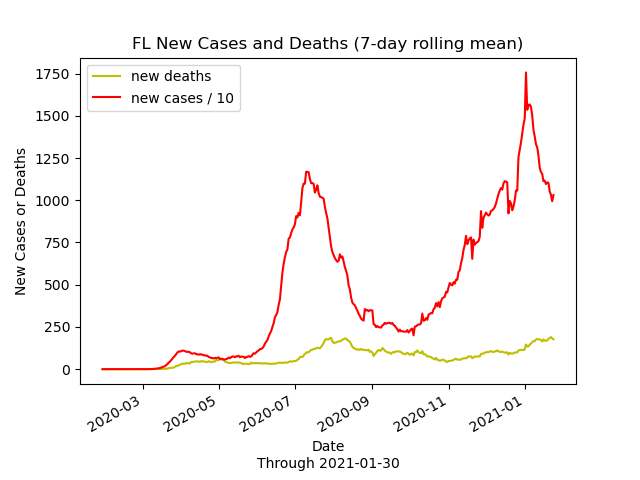 FL New Cases and Deaths (7-day rolling mean)
new deaths
new cases / 10
New Cases or Deaths
1750
1500
1250
1000
750
500
250
0
2020-03
2020-05
2020-07
2020-09
2020-11
2021-01
Date
Through 2021-01-30